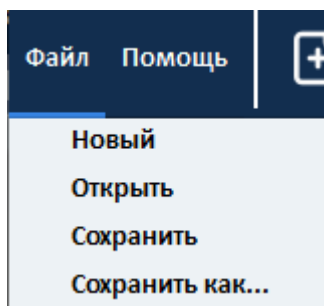 Файл Помощь
Новый
Открыть
Сохранить
Сохранить как...